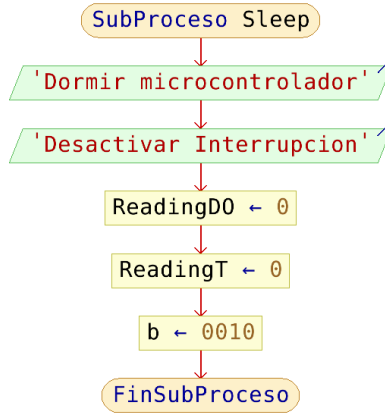 SubProceso Sleep
'Dormir microcontrolador'
'Desactivar Interrupcion'
ReadingDO ← 0
ReadingT ← 0
b ← 0010
FinSubProceso